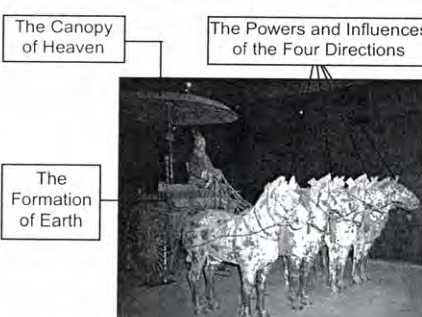 The Canopy
of Heaven
The Powers and Influences
of the Four Directions
The
Formation
of Earth